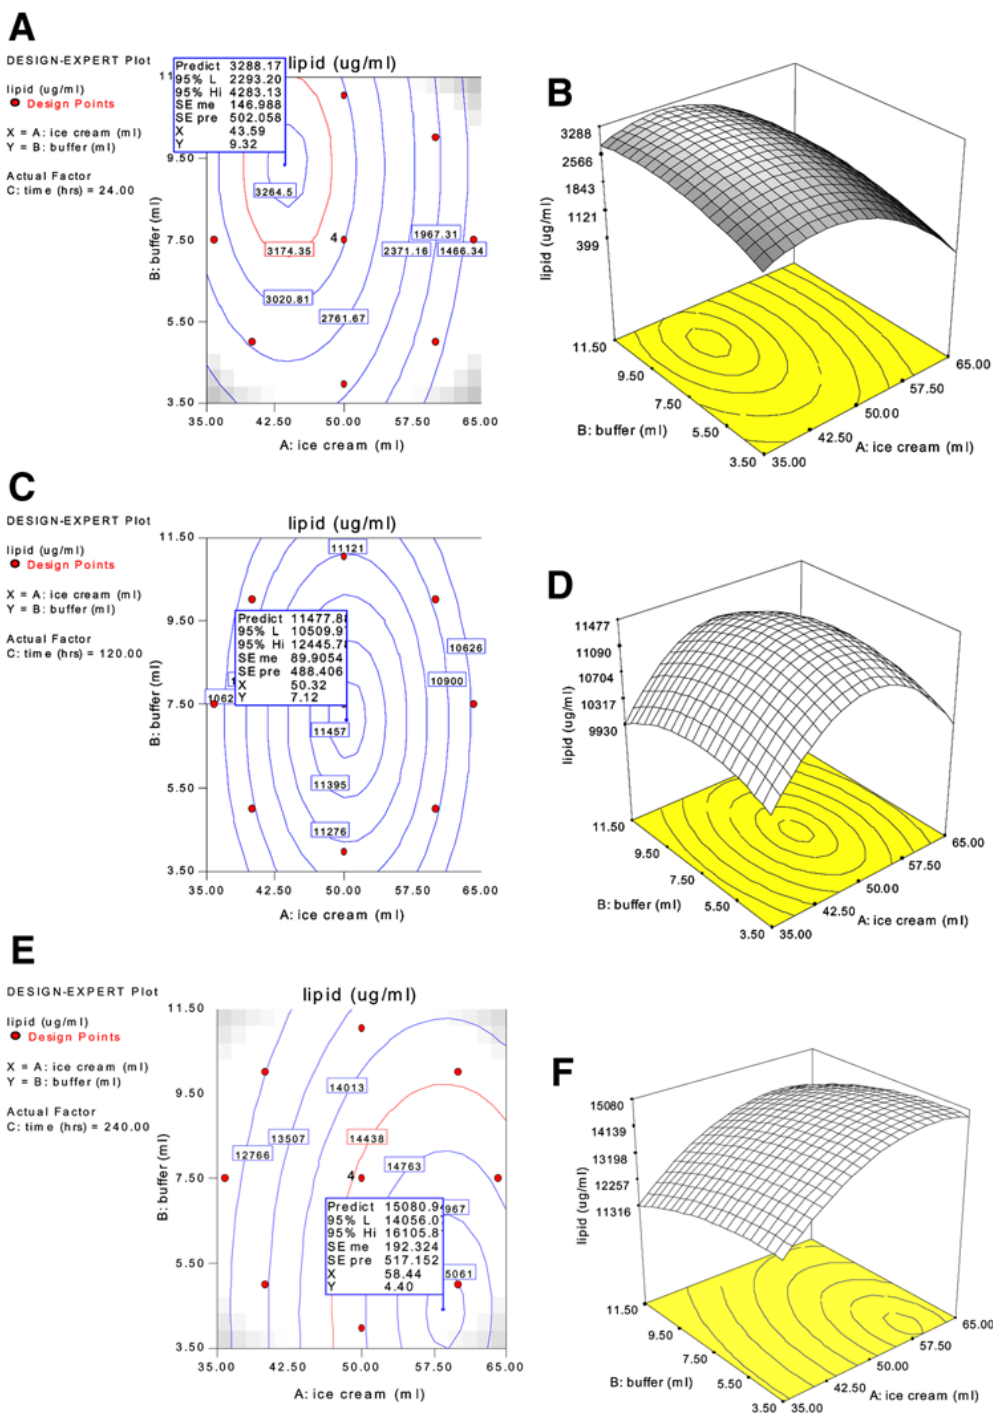 A
DESIGN-EXPERT Plot
lipid (ug/ml)
Design Points
X = A: ice cream (ml)
Y = B: buffer (ml)
Actual Factor
C: time (hrs) = 24.00
lipid (ug/ml)
Predict 3288.17
95% L 2293.20
95% Hi 4283.13
SE me 146.988
SE pre 502.058
X 43.59
Y 9.32
11
9.50
7.50
5.50
3.50
B: buffer (ml)
3264.5
4
3174.35
1967.31
2371.16
1466.34
3020.81
2761.67
35.00 42.50 50.00 57.50 65.00
A: ice cream (ml)
B
3288
2566
1843
1121
399
lipid (ug/ml)
11.50
9.50
7.50
5.50
3.50
B: buffer (ml)
35.00
42.50
50.00
57.50
65.00
A: ice cream (ml)
C
DESIGN-EXPERT Plot
lipid (ug/ml)
Design Points
X = A: ice cream (ml)
Y = B: buffer (ml)
Actual Factor
C: time (hrs) = 120.00
lipid (ug/ml)
11.50
9.50
7.50
5.50
3.50
B: buffer (ml)
11121
Predict 11477.8
95% L 10509.9
95% Hi 12445.7
SE me 89.9054
SE pre 488.406
X 50.32
Y 7.12
10626
10900
1062
11457
11395
11276
35.00 42.50 50.00 57.50 65.00
A: ice cream (ml)
D
11477
11090
10704
10317
9930
lipid (ug/ml)
11.50
9.50
7.50
5.50
3.50
B: buffer (ml)
35.00
42.50
50.00
57.50
65.00
A: ice cream (ml)
E
DESIGN-EXPERT Plot
lipid (ug/ml)
Design Points
X = A: ice cream (ml)
Y = B: buffer (ml)
Actual Factor
C: time (hrs) = 240.00
lipid (ug/ml)
11.50
9.50
7.50
5.50
3.50
B: buffer (ml)
14013
13507
14438
12766
14763
4
Predict 15080.9
95% L 14056.0
95% Hi 16105.8
SE me 192.324
SE pre 517.152
X 58.44
Y 4.40
967
5061
35.00 42.50 50.00 57.50 65.00
A: ice cream (ml)
F
15080
14139
13198
12257
11316
lipid (ug/ml)
11.50
9.50
7.50
5.50
3.50
B: buffer (ml)
35.00
42.50
50.00
57.50
65.00
A: ice cream (ml)